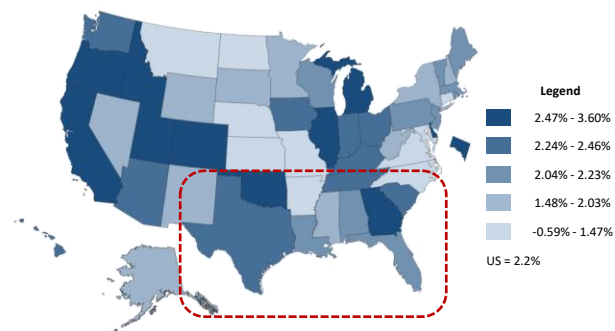 Legend
2.47% - 3.60%
2.24% - 2.46%
2.04% - 2.23%
1.48% - 2.03%
-0.59% - 1.47%
US = 2.2%